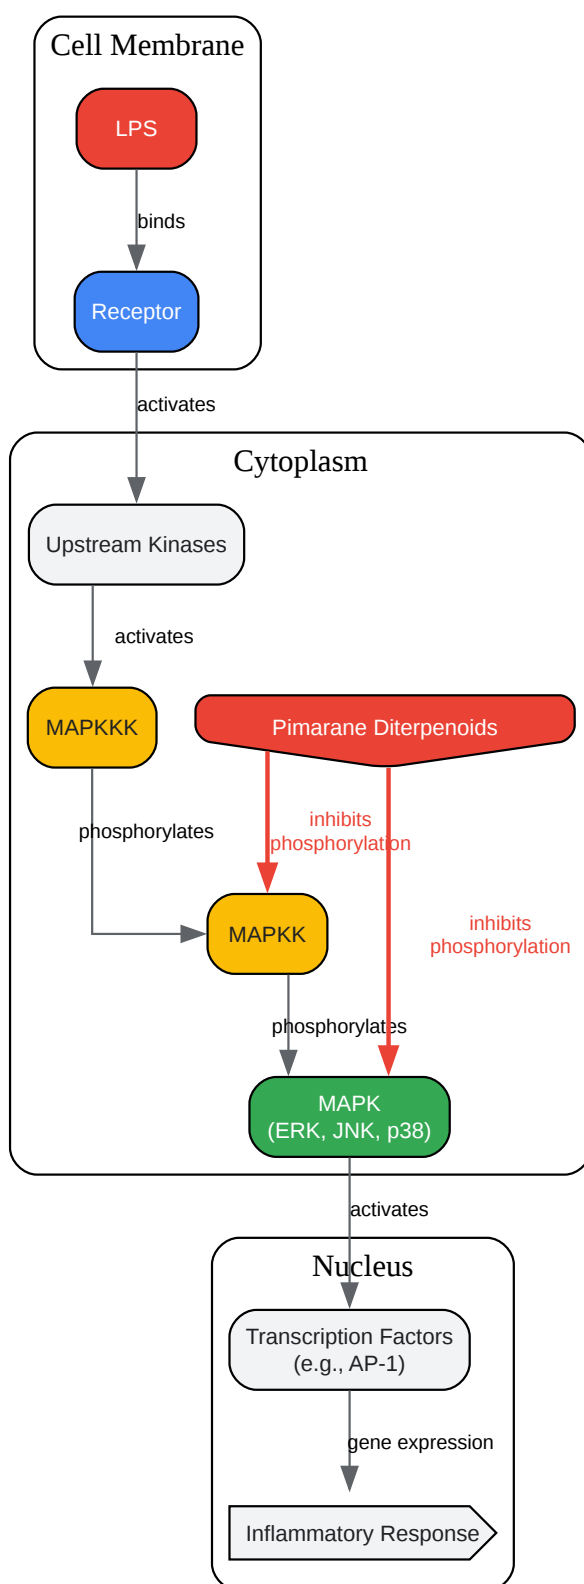 Cell Membrane
LPS
binds
Receptor
activates
Cytoplasm
Upstream Kinases
activates
MAPKKK
Pimarane Diterpenoids
phosphorylates
inhibits
phosphorylation
MAPKK
inhibits
phosphorylation
phosphorylates
MAPK
(ERK, JNK, p38)
activates
Nucleus
Transcription Factors
(e.g., AP-1)
gene expression
Inflammatory Response